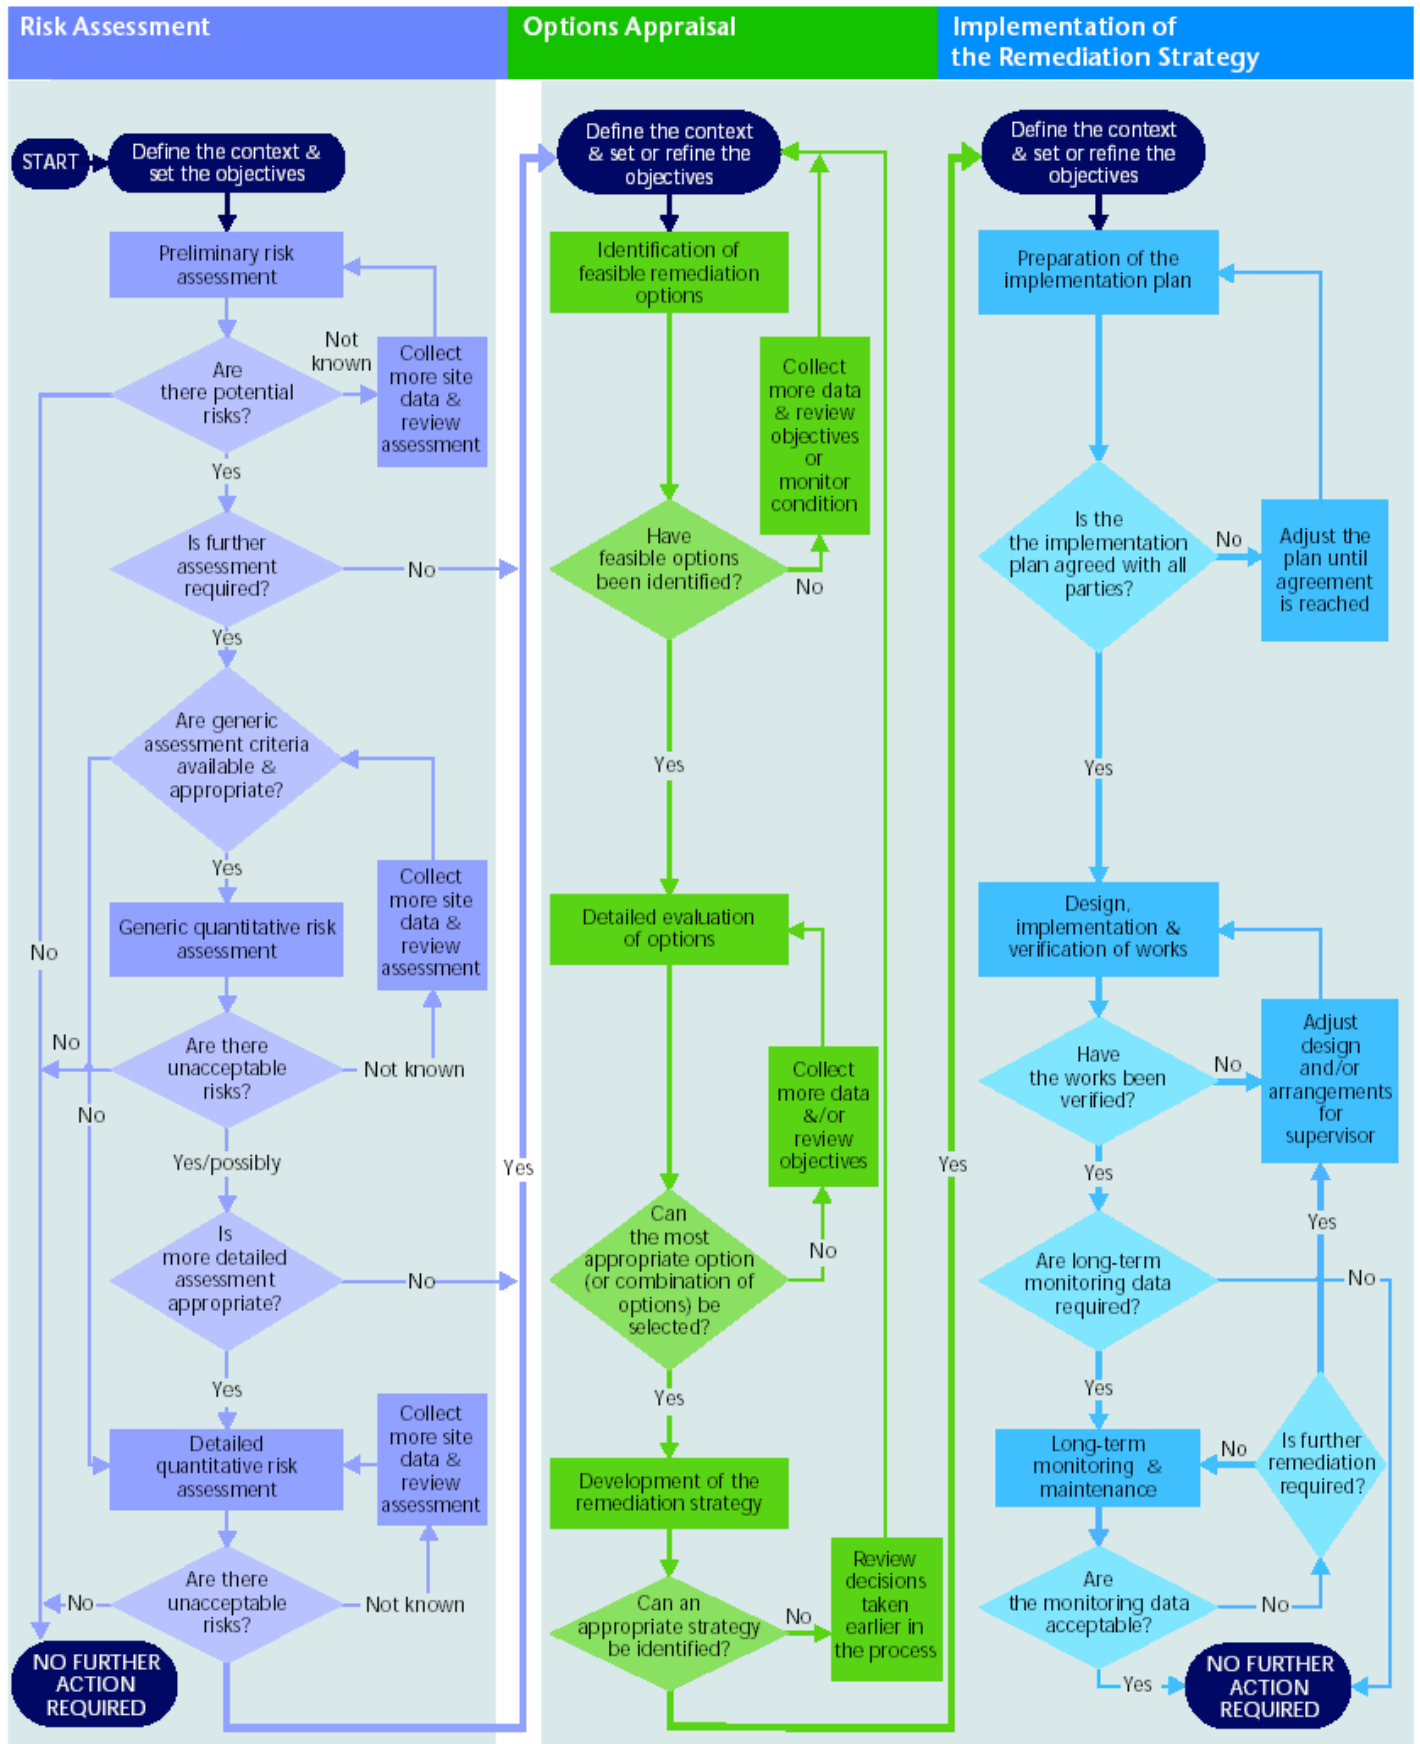 Risk Assessment
Options Appraisal
Implementation of
the Remediation Strategy
START
Define the context &
set the objectives
Preliminary risk
assessment
Are
there potential
risks?
Not
known
Collect
more site
data &
review
assessment
Yes
Is further
assessment
required?
No
Yes
Are generic
assessment criteria
available &
appropriate?
Yes
Collect
more site
data &
review
assessment
Generic quantitative risk
assessment
No
No
Are there
unacceptable
risks?
Not known
No
Yes/possibly
Is
more detailed
assessment
appropriate?
No
Yes
Collect
more site
data &
review
assessment
Detailed
quantitative risk
assessment
Are there
unacceptable
risks?
No
Not known
NO FURTHER
ACTION
REQUIRED
Yes
Define the context
& set or refine the
objectives
Identification of
feasible remediation
options
Collect
more data
& review
objectives
or
monitor
condition
Have
feasible options
been identified?
No
Yes
Detailed evaluation
of options
Collect
more data
&/or
review
objectives
Can
the most
appropriate option
(or combination of
options) be
selected?
No
Yes
Development of the
remediation strategy
Can an
appropriate strategy
be identified?
No
Review
decisions
taken
earlier in
the process
Yes
Define the context
& set or refine the
objectives
Preparation of the
implementation plan
Is the
the implementation
plan agreed with all
parties?
No
Adjust the
plan until
agreement
is reached
Yes
Design,
implementation &
verification of works
Have
the works been
verified?
No
Adjust
design
and/or
arrangements
for
supervisor
Yes
Yes
Are long-term
monitoring data
required?
No
Yes
Long-term
monitoring &
maintenance
No
Is further
remediation
required?
Are
the monitoring data
acceptable?
No
Yes
NO FURTHER
ACTION
REQUIRED